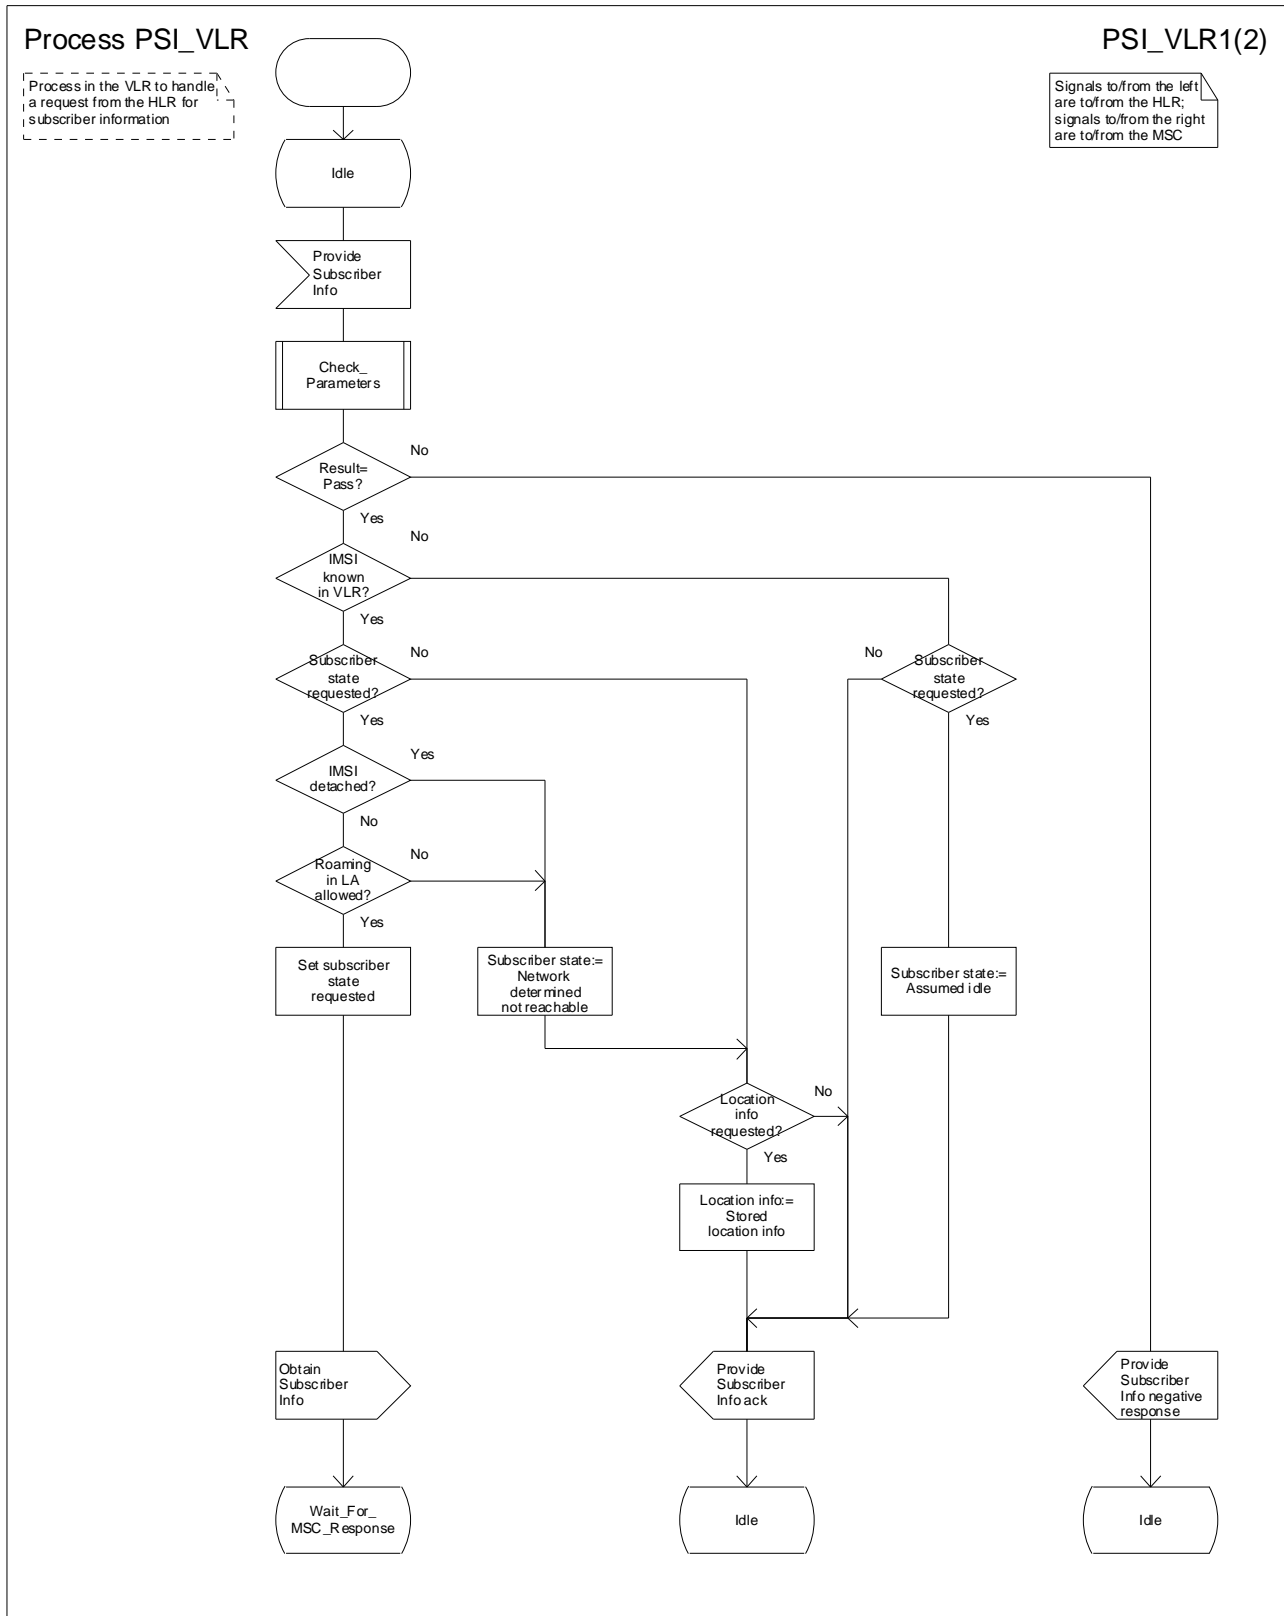 Process PSI_VLR
PSI_VLR1(2)
Process in the VLR to handle
a request from the HLR for
subscriber information
Signals to/from the left
are to/from the HLR;
signals to/from the right
are to/from the MSC
Idle
Provide
Subscriber
Info
Check_
Parameters
Result=
Pass?
No
Yes
IMSI
known
in VLR?
No
Yes
Subscriber
state
requested?
No
Yes
No
Subscriber
state
requested?
Yes
IMSI
detached?
Yes
No
Roaming
in LA
allowed?
No
Yes
Set subscriber
state
requested
Subscriber state:=
Network
determined
not reachable
Subscriber state:=
Assumed idle
Location
info
requested?
No
Yes
Location info:=
Stored
location info
Obtain
Subscriber
Info
Provide
Subscriber
Info ack
Provide
Subscriber
Info negative
response
Wait_For_
MSC_Response
Idle
Idle